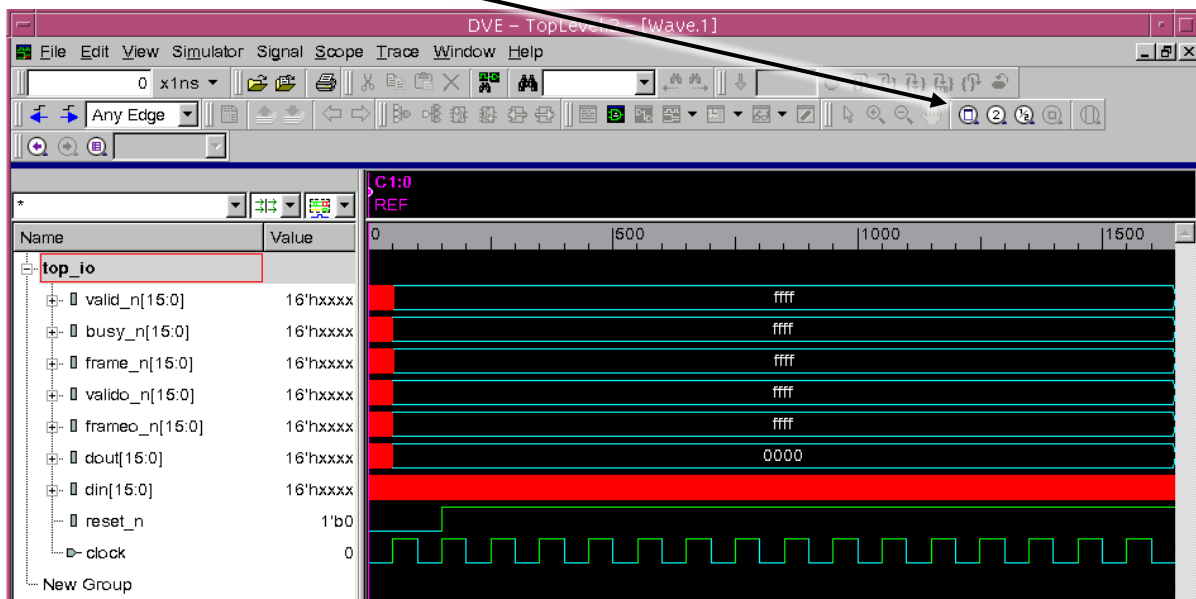 DVE - TopLevel.2 - [Wave.1]
File Edit View Simulator Signal Scope Trace Window Help
0 x1ns
Any Edge 2 ½
C1:0
* REF
Name Value 0 500 1000 1500
top_io
valid_n[15:0] 16'hxxxx ffff
busy_n[15:0] 16'hxxxx ffff
frame_n[15:0] 16'hxxxx ffff
valido_n[15:0] 16'hxxxx ffff
frameo_n[15:0] 16'hxxxx ffff
dout[15:0] 16'hxxxx 0000
din[15:0] 16'hxxxx
reset_n 1'b0
clock 0
New Group